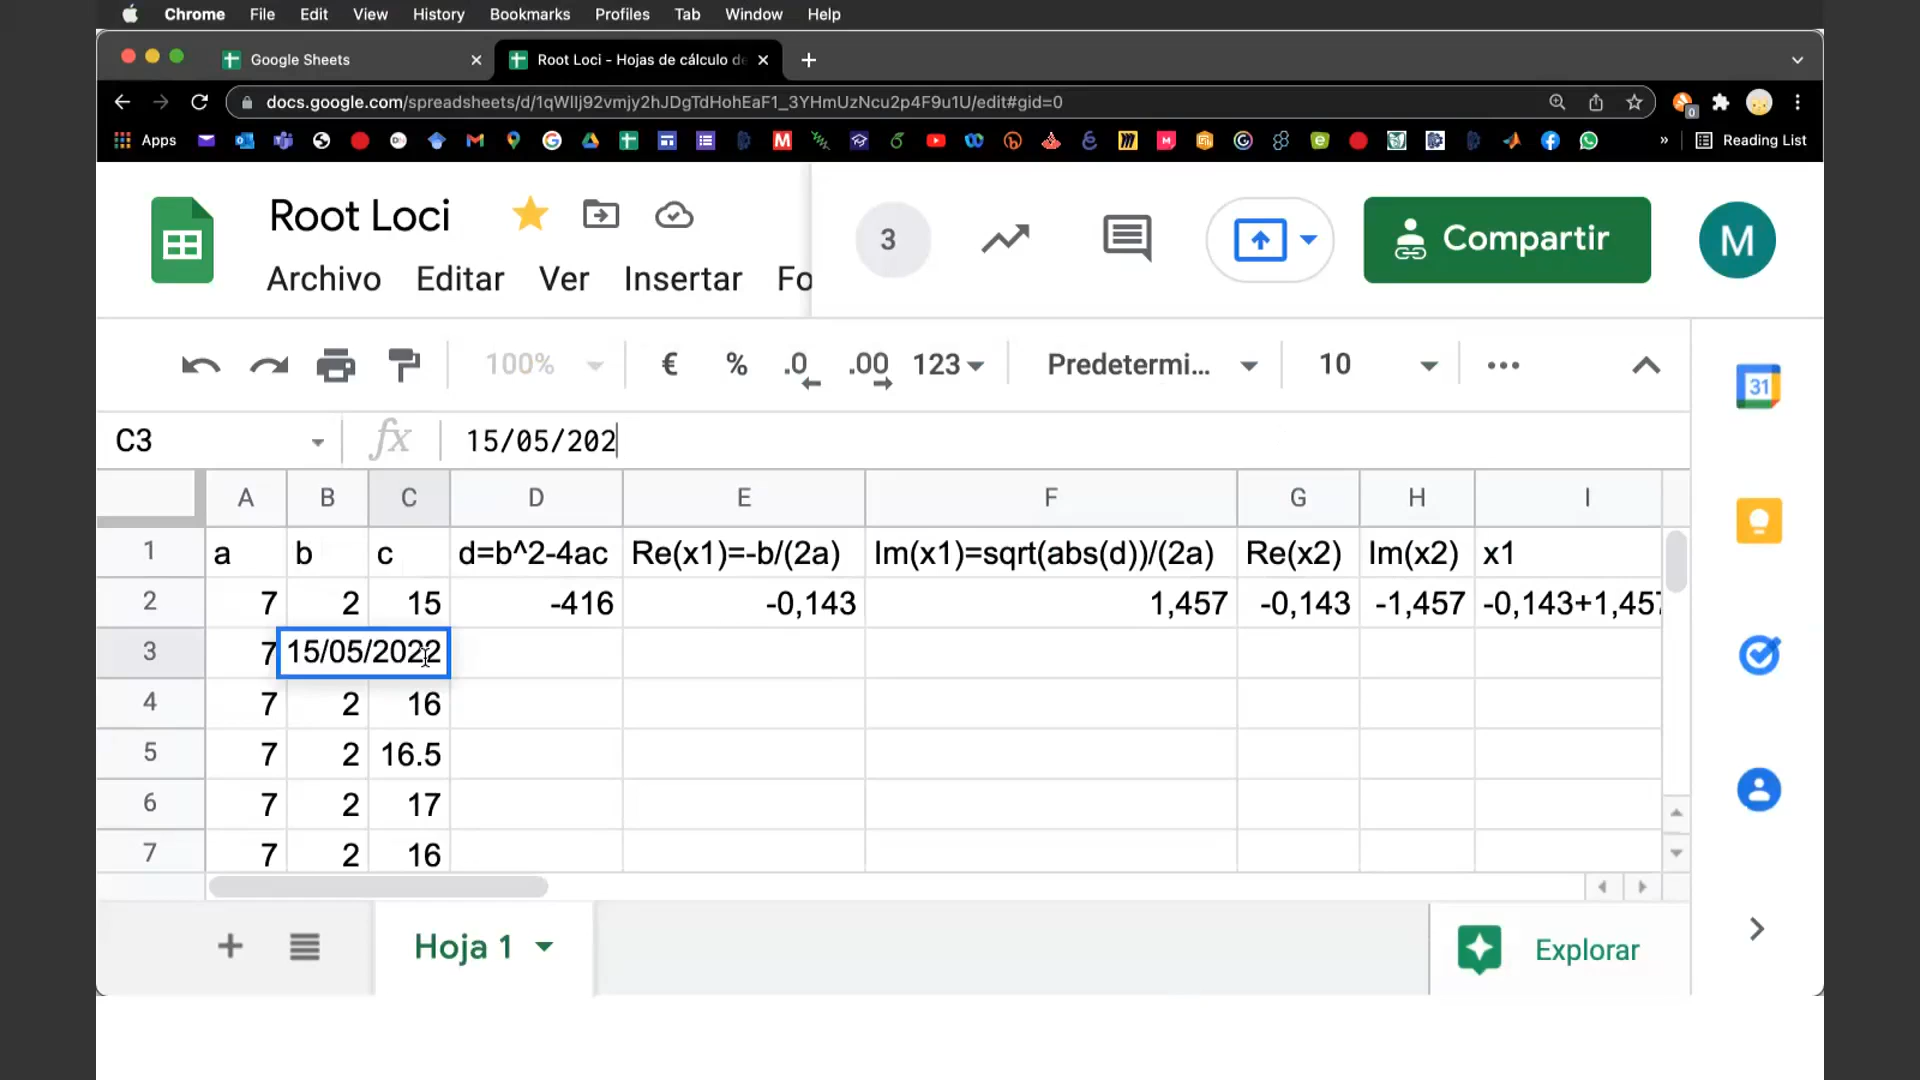 Chrome File Edit View History Bookmarks Profiles Tab Window Help
Google Sheets
Root Loci - Hojas de cálculo de
docs.google.com/spreadsheets/d/1qWIlj92vmjy2hJDgTdHohEaF1_3YHmUzNcu2p4F9u1U/edit#gid=0
0
Apps
» Reading List
Root Loci
3
Compartir
M
Archivo Editar Ver Insertar Fo
100% € % .0 .00 123 Predetermi... 10
31
C3 fx 15/05/202
A B C D E F G H I
1 a b c d=b^2-4ac Re(x1)=-b/(2a) Im(x1)=sqrt(abs(d))/(2a) Re(x2) Im(x2) x1
2 7 2 15 -416 -0,143 1,457 -0,143 -1,457 -0,143+1,457
3 7 15/05/2022
4 7 2 16
5 7 2 16.5
6 7 2 17
7 7 2 16
Hoja 1
Explorar